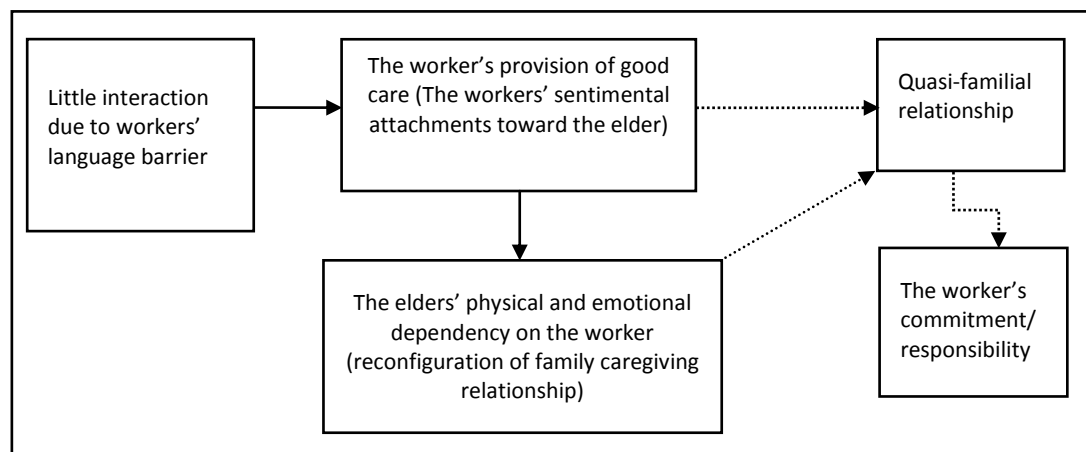 Little interaction
due to workers’
language barrier
The worker’s provision of good
care (The workers’ sentimental
attachments toward the elder)
Quasi-familial
relationship
The elders’ physical and emotional
dependency on the worker
(reconfiguration of family caregiving
relationship)
The worker’s
commitment/
responsibility